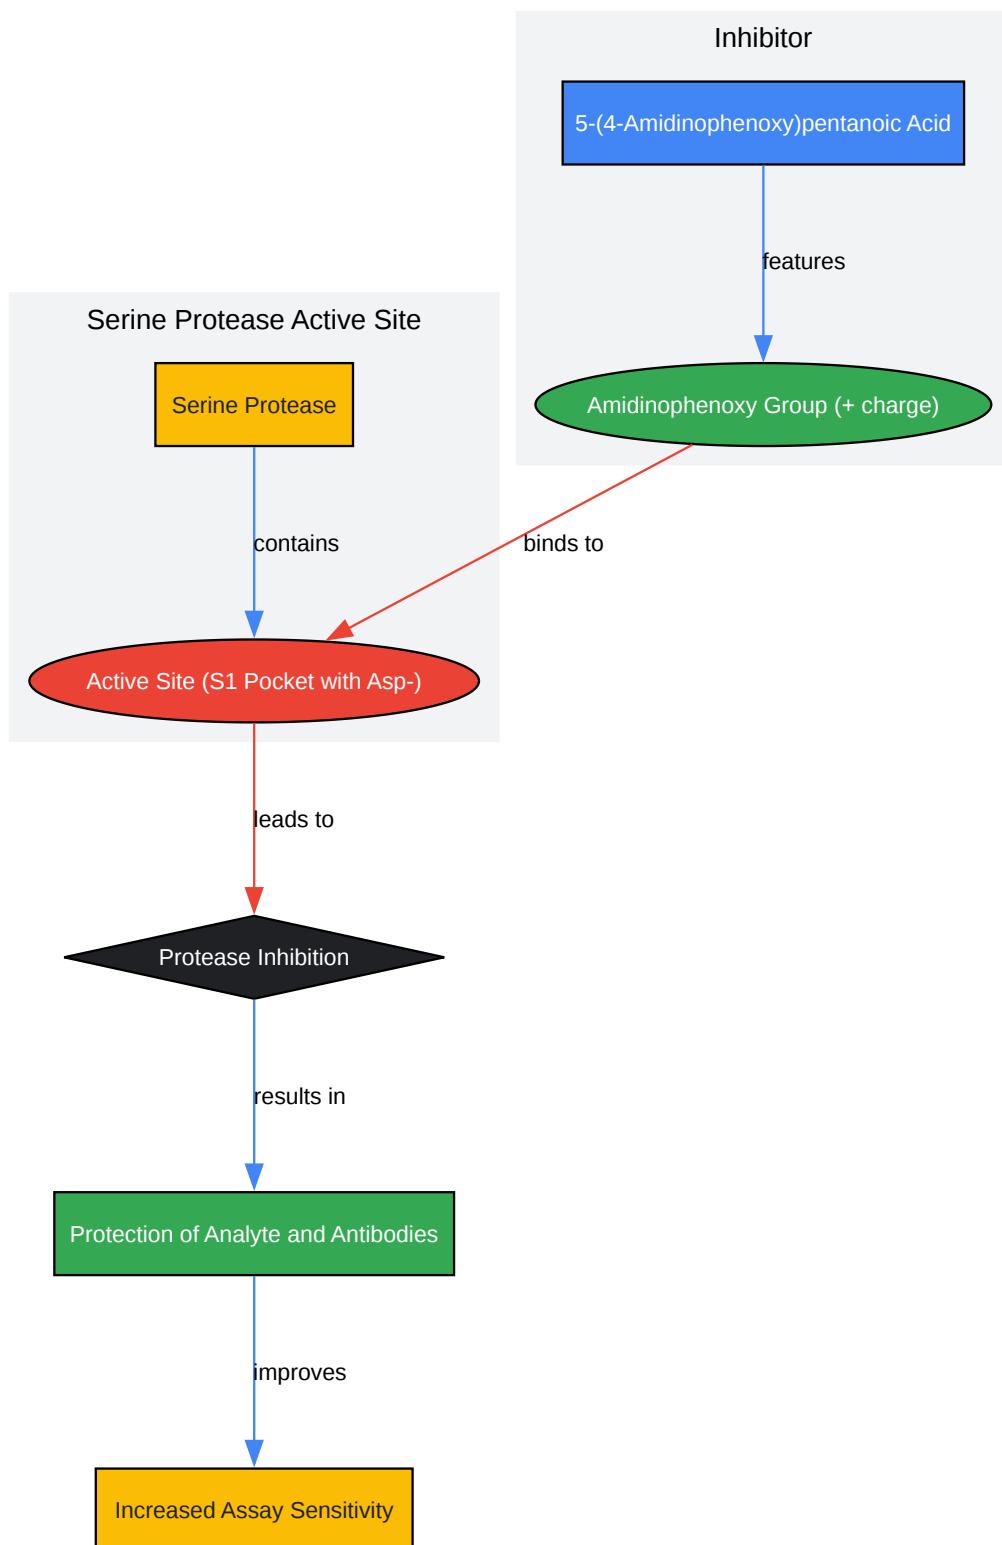 Inhibitor
5-(4-Amidinophenoxy)pentanoic Acid
features
Serine Protease Active Site
Serine Protease
Amidinophenoxy Group (+ charge)
contains
binds to
Active Site (S1 Pocket with Asp-)
leads to
Protease Inhibition
results in
Protection of Analyte and Antibodies
improves
Increased Assay Sensitivity